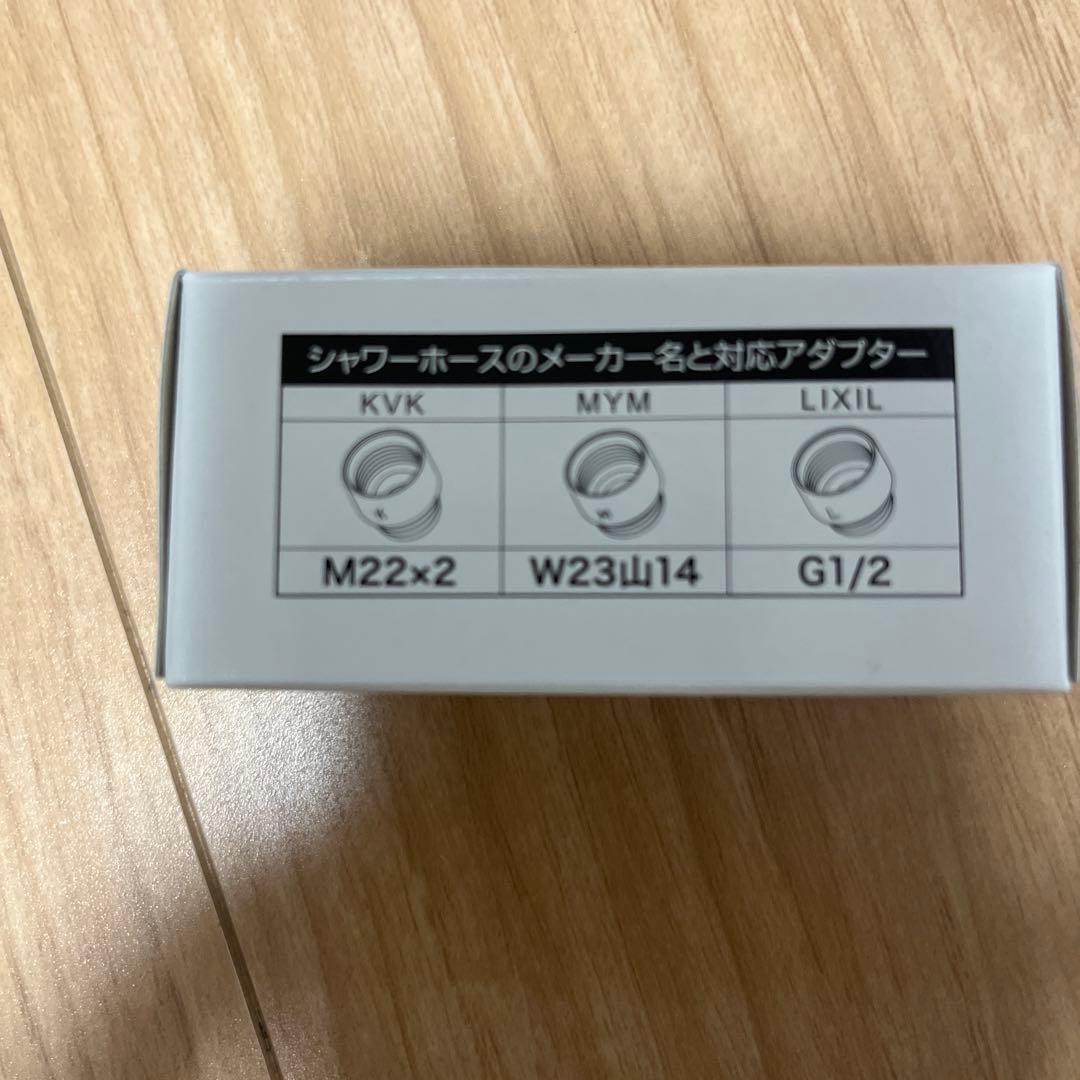 シャワーホースのメーカー名と対応アダプター
KVK MYM LIXIL
K W L
M22×2 W23山14 G1/2